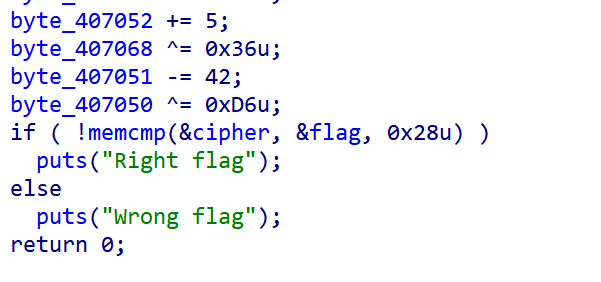 byte_407052 += 5;
byte_407068 ^= 0x36u;
byte_407051 -= 42;
byte_407050 ^= 0xD6u;
if ( !memcmp(&cipher, &flag, 0x28u) )
puts("Right flag");
else
puts("Wrong flag");
return 0;